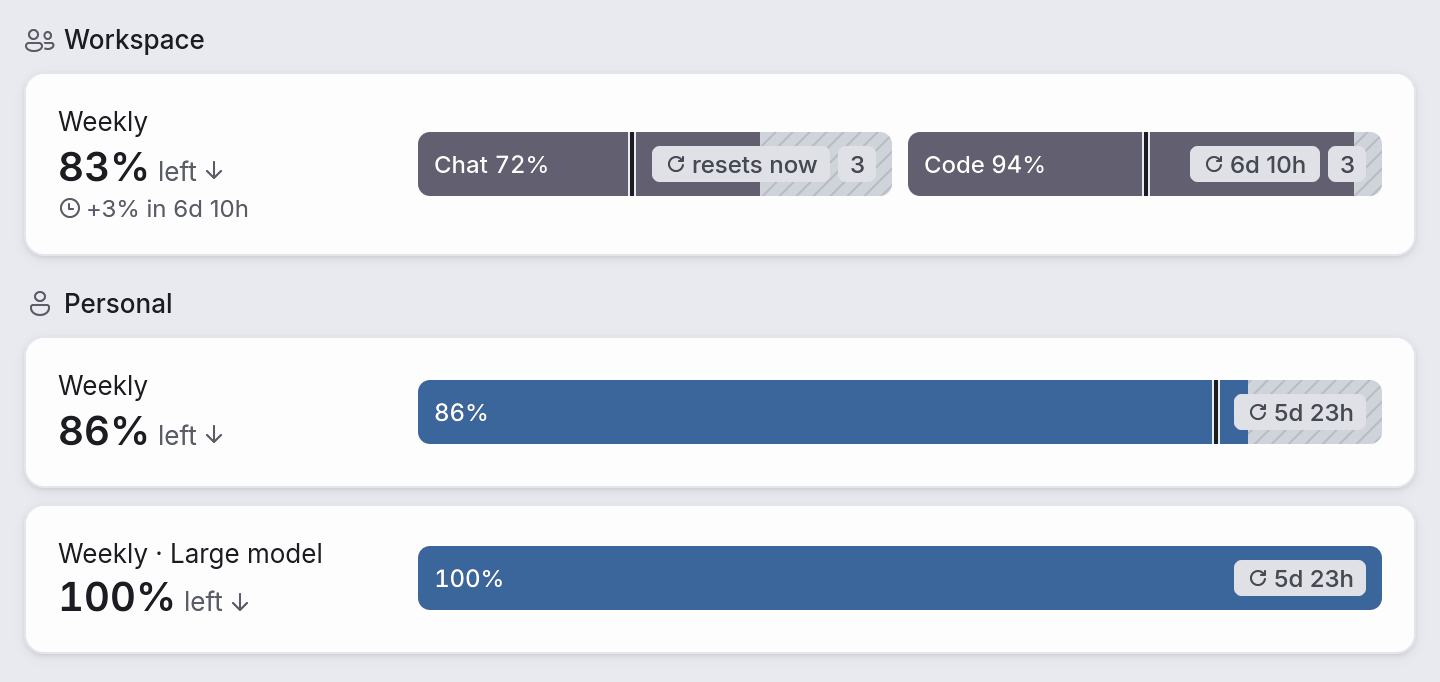 Workspace
Weekly
83% left ↓
+3% in 6d 10h
Chat 72% resets now 3
Code 94% 6d 10h 3
Personal
Weekly
86% left ↓
86% 5d 23h
Weekly · Large model
100% left ↓
100% 5d 23h